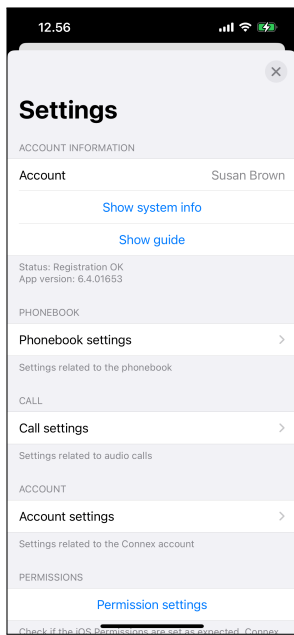 12.56
Settings
ACCOUNT INFORMATION
Account Susan Brown
Show system info
Show guide
Status: Registration OK
App version: 6.4.01653
PHONEBOOK
Phonebook settings
Settings related to the phonebook
CALL
Call settings
Settings related to audio calls
ACCOUNT
Account settings
Settings related to the Connex account
PERMISSIONS
Permission settings
Check if the iOS Permissions are set as expected. Connex